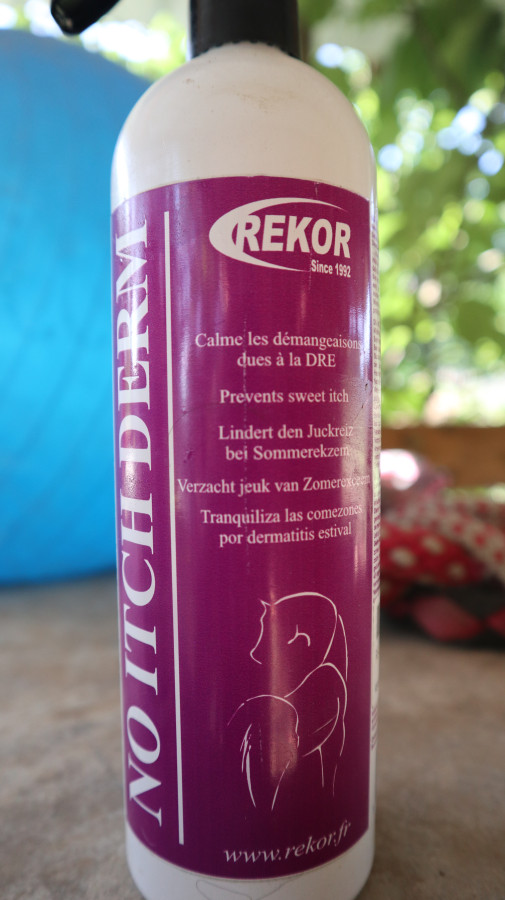 REKOR
Since 1992
NO ITCH DERM
Calme les démangeaisons
dues à la DRE
Prevents sweet itch
Lindert den Juckreiz
bei Sommerekzem
Verzacht jeuk van Zomerexceem
Tranquiliza las comezones
por dermatitis estival
www.rekor.fr